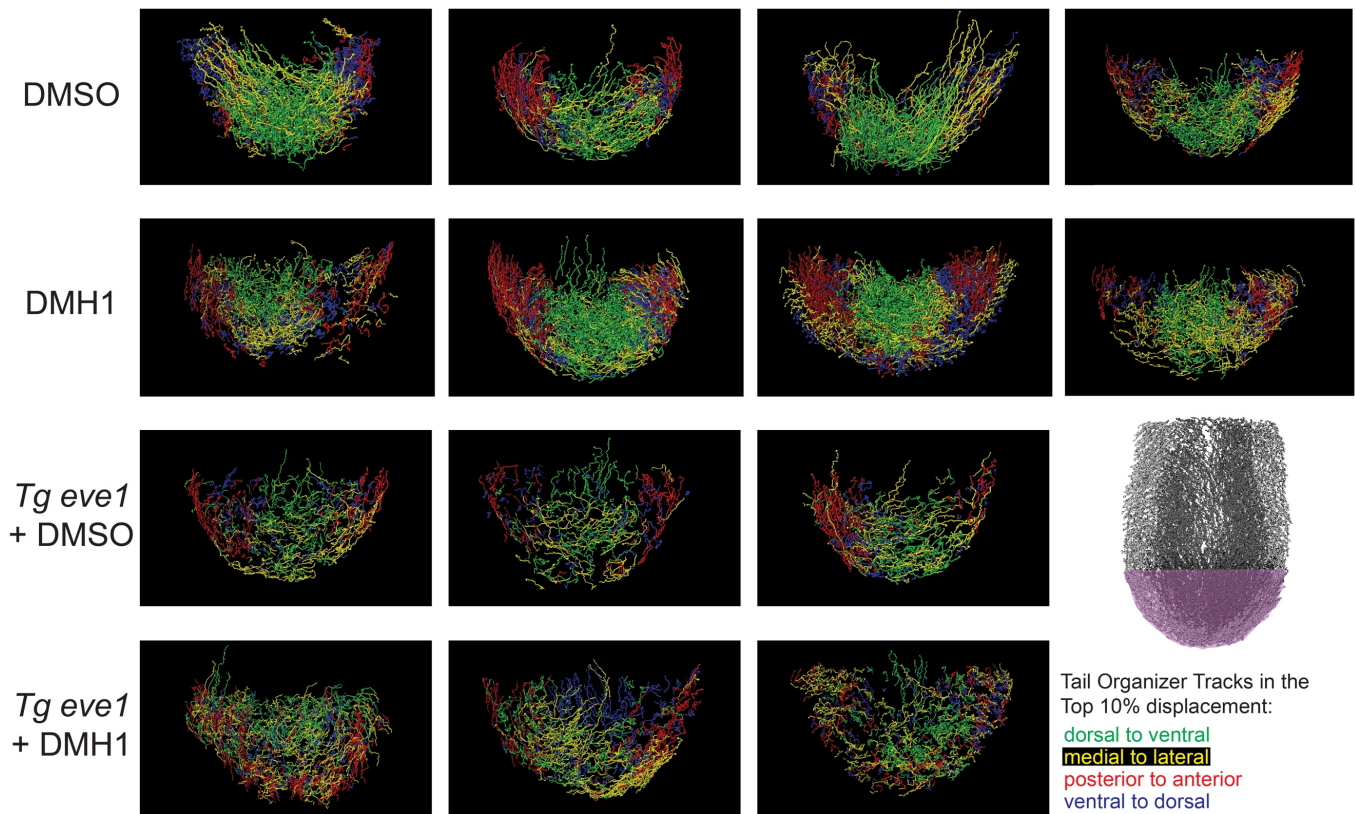 DMSO
DMH1
Tg eve1
+ DMSO
Tg eve1
+ DMH1
Tail Organizer Tracks in the
Top 10% displacement:
dorsal to ventral
medial to lateral
posterior to anterior
ventral to dorsal